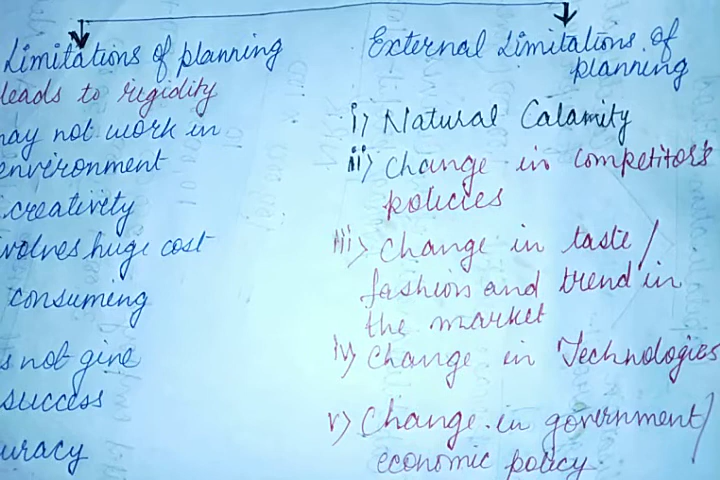 Limitations of planning
leads to rigidity
may not work in
environment
creativity
volves huge cost
consuming
s not give
success
uracy
External Limitations of
planning
i) Natural Calamity
ii) Change in competitor's
policies
iii) Change in taste /
fashion and trend in
the market
iv) Change in Technologies
v) Change in government /
economic policy.